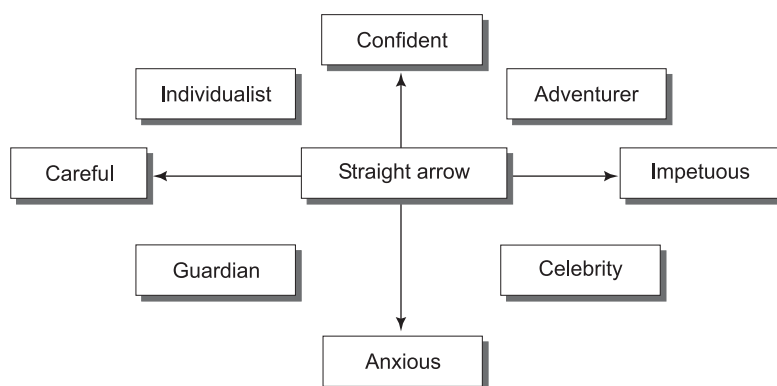 Confident
Individualist
Adventurer
Careful
Straight arrow
Impetuous
Guardian
Celebrity
Anxious